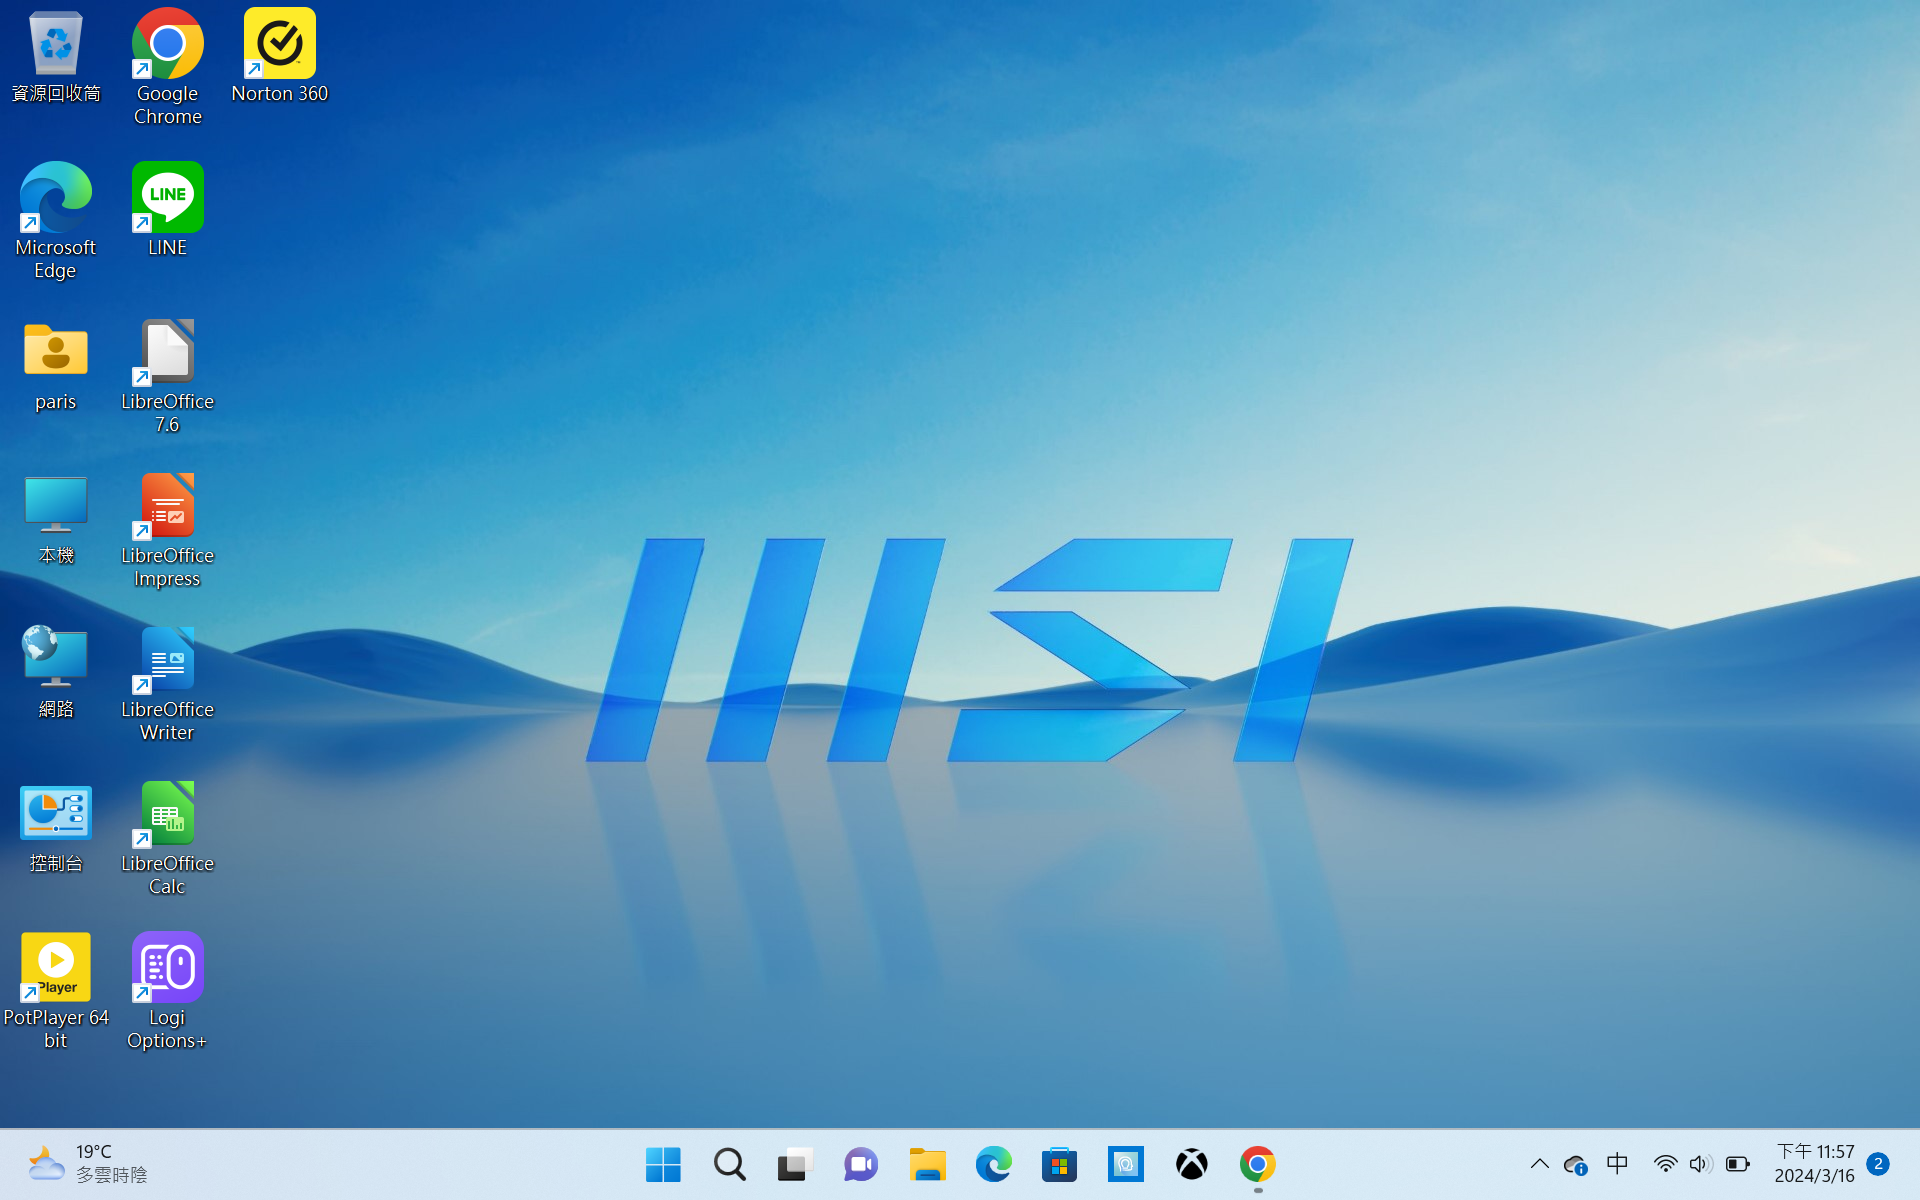 資源回收筒
Google
Chrome
Norton 360
Microsoft
Edge
LINE
LINE
paris
LibreOffice
7.6
本機
LibreOffice
Impress
網路
LibreOffice
Writer
控制台
LibreOffice
Calc
Player
PotPlayer 64
bit
Logi
Options+
msi
19°C
多雲時陰
中
下午 11:57
2024/3/16
2